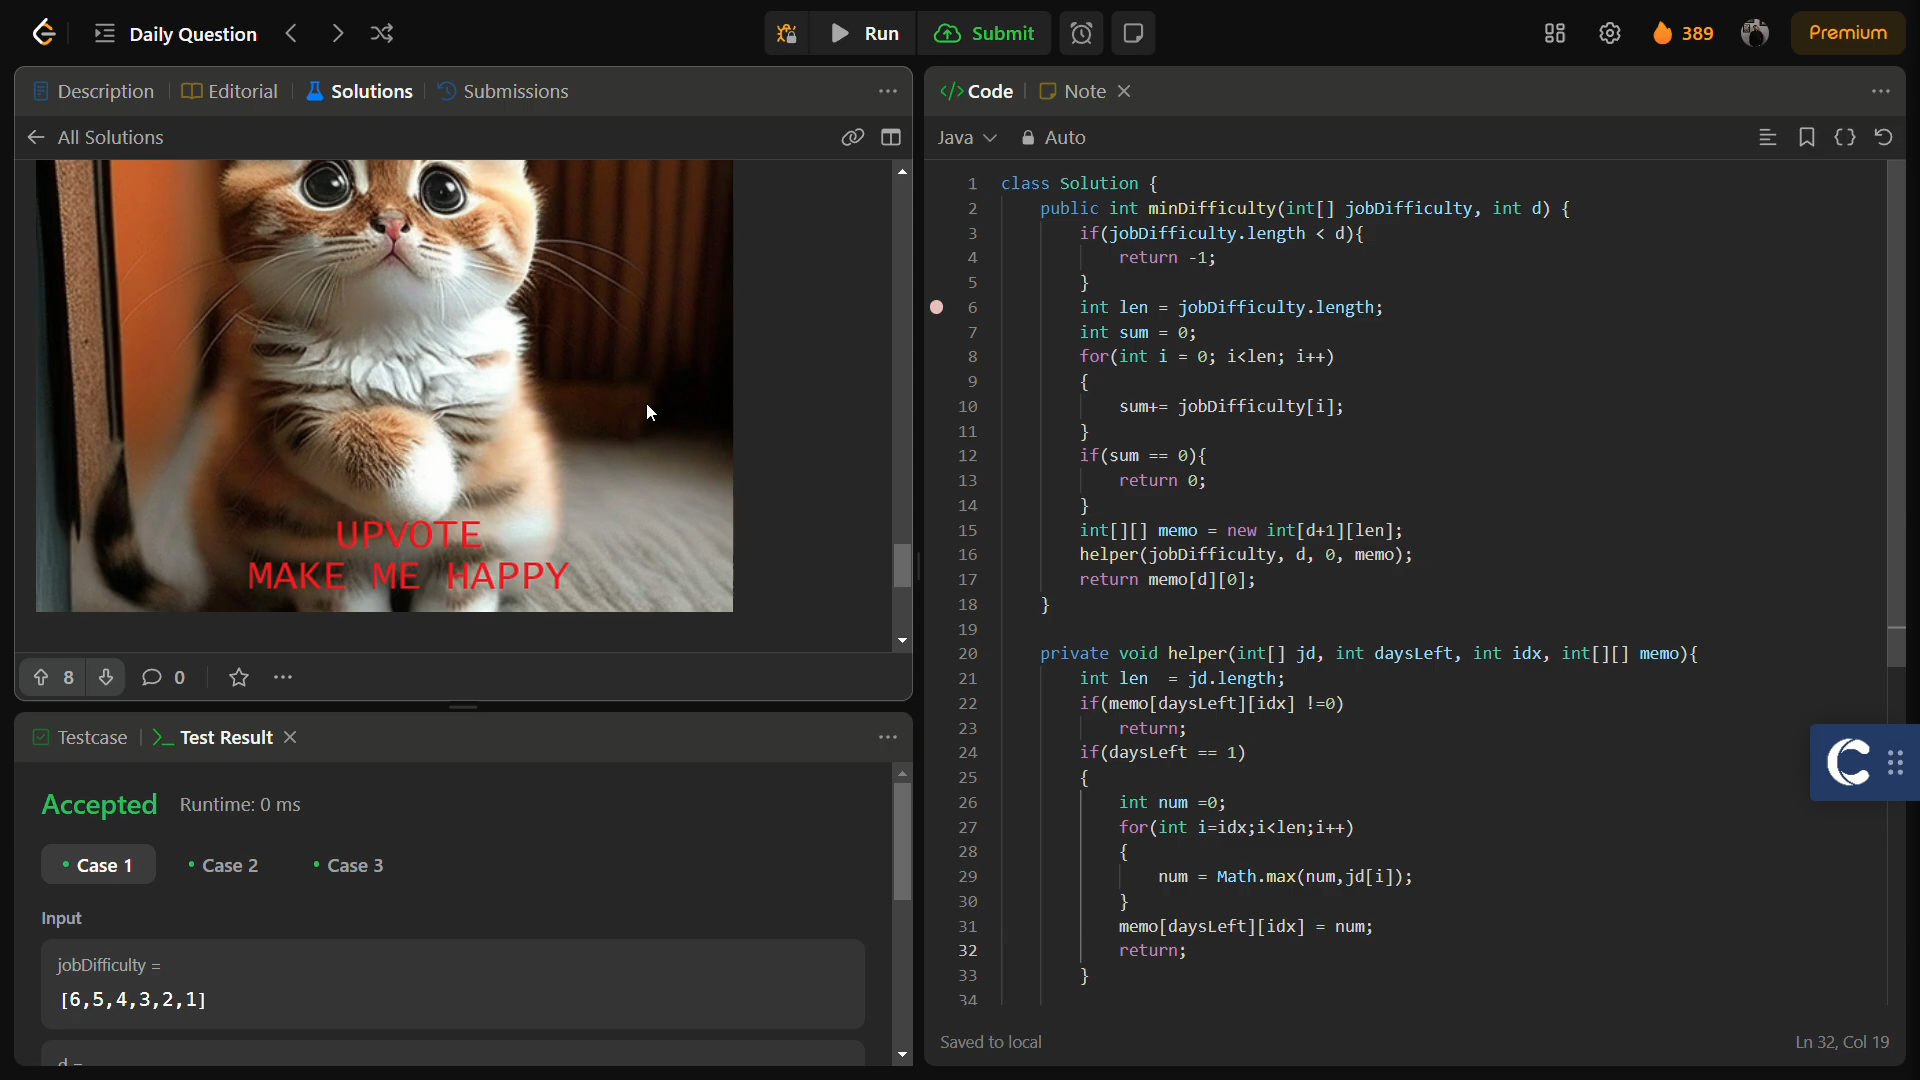 Daily Question
Run
Submit
389
Premium
Description
Editorial
Solutions
Submissions
All Solutions
UPVOTE
MAKE ME HAPPY
8
0
Testcase
Test Result
Accepted
Runtime: 0 ms
Case 1
Case 2
Case 3
Input
jobDifficulty =
[6,5,4,3,2,1]
d =
</> Code
Note
Java
Auto
1 class Solution {
2 public int minDifficulty(int[] jobDifficulty, int d) {
3 if(jobDifficulty.length < d){
4 return -1;
5 }
6 int len = jobDifficulty.length;
7 int sum = 0;
8 for(int i = 0; i<len; i++)
9 {
10 sum+= jobDifficulty[i];
11 }
12 if(sum == 0){
13 return 0;
14 }
15 int[][] memo = new int[d+1][len];
16 helper(jobDifficulty, d, 0, memo);
17 return memo[d][0];
18 }
19
20 private void helper(int[] jd, int daysLeft, int idx, int[][] memo){
21 int len  = jd.length;
22 if(memo[daysLeft][idx] !=0)
23 return;
24 if(daysLeft == 1)
25 {
26 int num =0;
27 for(int i=idx;i<len;i++)
28 {
29 num = Math.max(num,jd[i]);
30 }
31 memo[daysLeft][idx] = num;
32 return;
33 }
34
Saved to local
Ln 32, Col 19